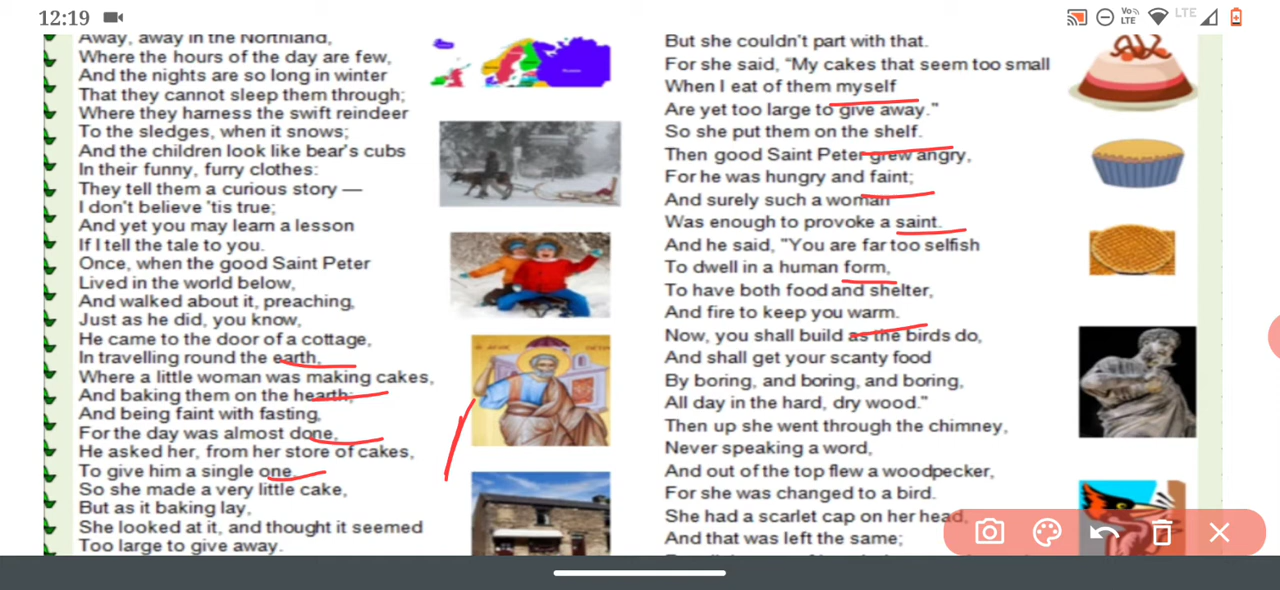 12:19
Vo
LTE
LTE
Away, away in the Northland,
Where the hours of the day are few,
And the nights are so long in winter
That they cannot sleep them through;
Where they harness the swift reindeer
To the sledges, when it snows;
And the children look like bear's cubs
In their funny, furry clothes:
They tell them a curious story —
I don't believe 'tis true;
And yet you may learn a lesson
If I tell the tale to you.
Once, when the good Saint Peter
Lived in the world below,
And walked about it, preaching,
Just as he did, you know,
He came to the door of a cottage,
In travelling round the earth,
Where a little woman was making cakes,
And baking them on the hearth;
And being faint with fasting,
For the day was almost done,
He asked her, from her store of cakes,
To give him a single one.
So she made a very little cake,
But as it baking lay,
She looked at it, and thought it seemed
Too large to give away.
But she couldn't part with that.
For she said, “My cakes that seem too small
When I eat of them myself
Are yet too large to give away."
So she put them on the shelf.
Then good Saint Peter grew angry,
For he was hungry and faint;
And surely such a woman
Was enough to provoke a saint.
And he said, "You are far too selfish
To dwell in a human form,
To have both food and shelter,
And fire to keep you warm.
Now, you shall build as the birds do,
And shall get your scanty food
By boring, and boring, and boring,
All day in the hard, dry wood."
Then up she went through the chimney,
Never speaking a word,
And out of the top flew a woodpecker,
For she was changed to a bird.
She had a scarlet cap on her head,
And that was left the same;